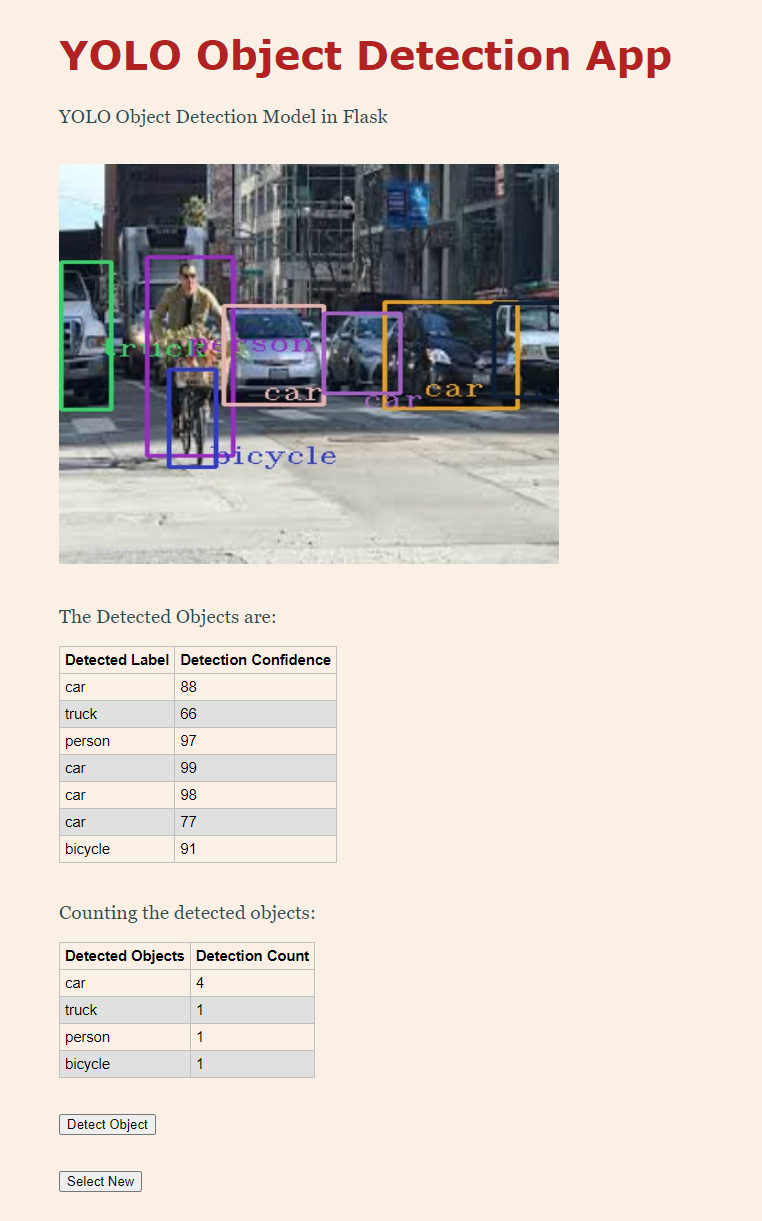 YOLO Object Detection App
YOLO Object Detection Model in Flask
truck
person
car
car
car
bicycle
The Detected Objects are:
Detected Label Detection Confidence
car 88
truck 66
person 97
car 99
car 98
car 77
bicycle 91
Counting the detected objects:
Detected Objects Detection Count
car 4
truck 1
person 1
bicycle 1
Detect Object
Select New